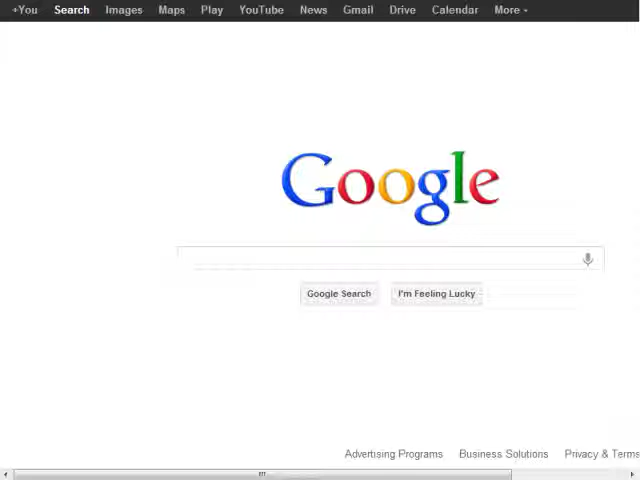 +You Search Images Maps Play YouTube News Gmail Drive Calendar More
Google
Google Search I'm Feeling Lucky
Advertising Programs Business Solutions Privacy & Terms